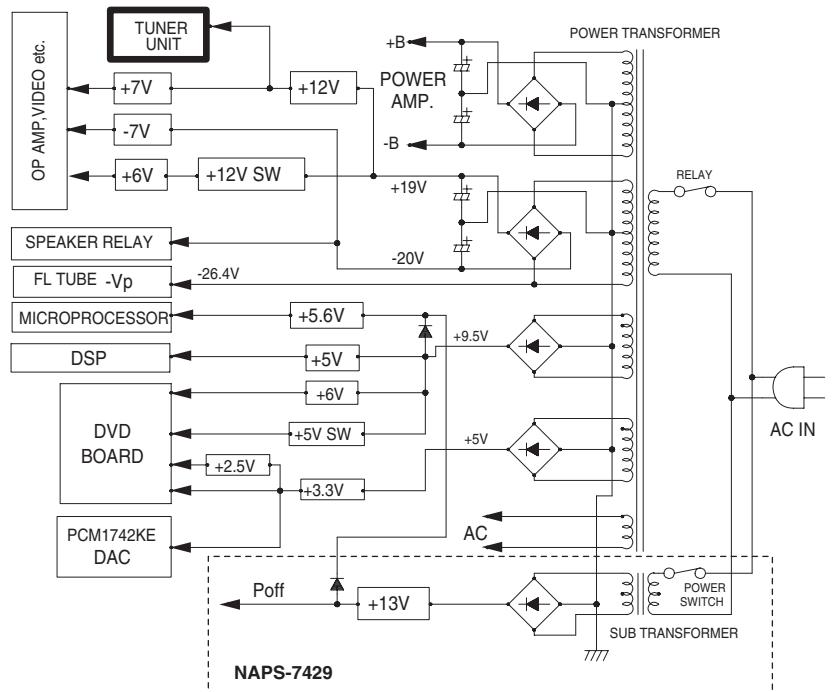 TUNER
UNIT
OP AMP,VIDEO etc.
+7V
+12V
-7V
+6V
+12V SW
+B
POWER
AMP.
-B
POWER TRANSFORMER
RELAY
+19V
-20V
SPEAKER RELAY
FL TUBE -Vp
-26.4V
MICROPROCESSOR
+5.6V
+9.5V
DSP
+5V
+6V
DVD
BOARD
+5V SW
+5V
+2.5V
+3.3V
AC IN
PCM1742KE
DAC
AC
Poff
+13V
POWER
SWITCH
SUB TRANSFORMER
NAPS-7429